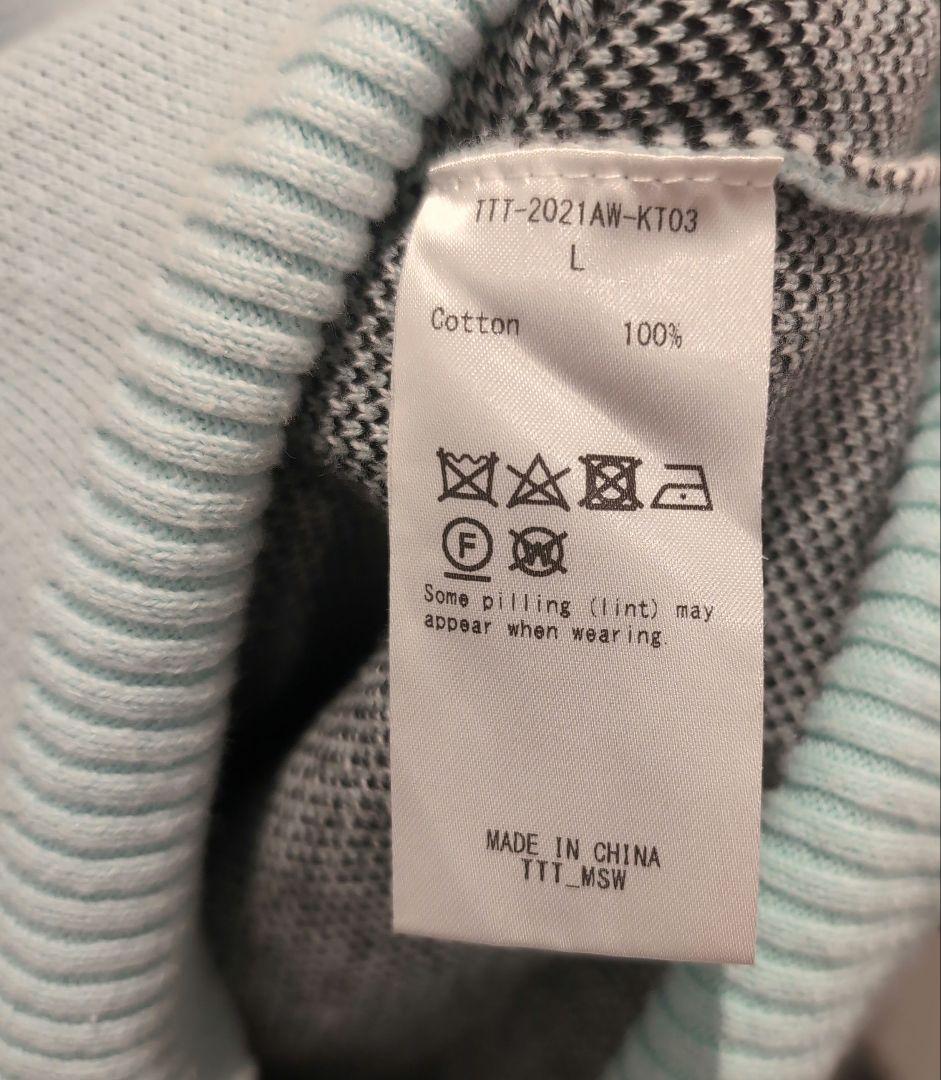 TTT-2021AW-KT03
L
Cotton 100%
F W
Some pilling (lint) may
appear when wearing.
MADE IN CHINA
TTT_MSW